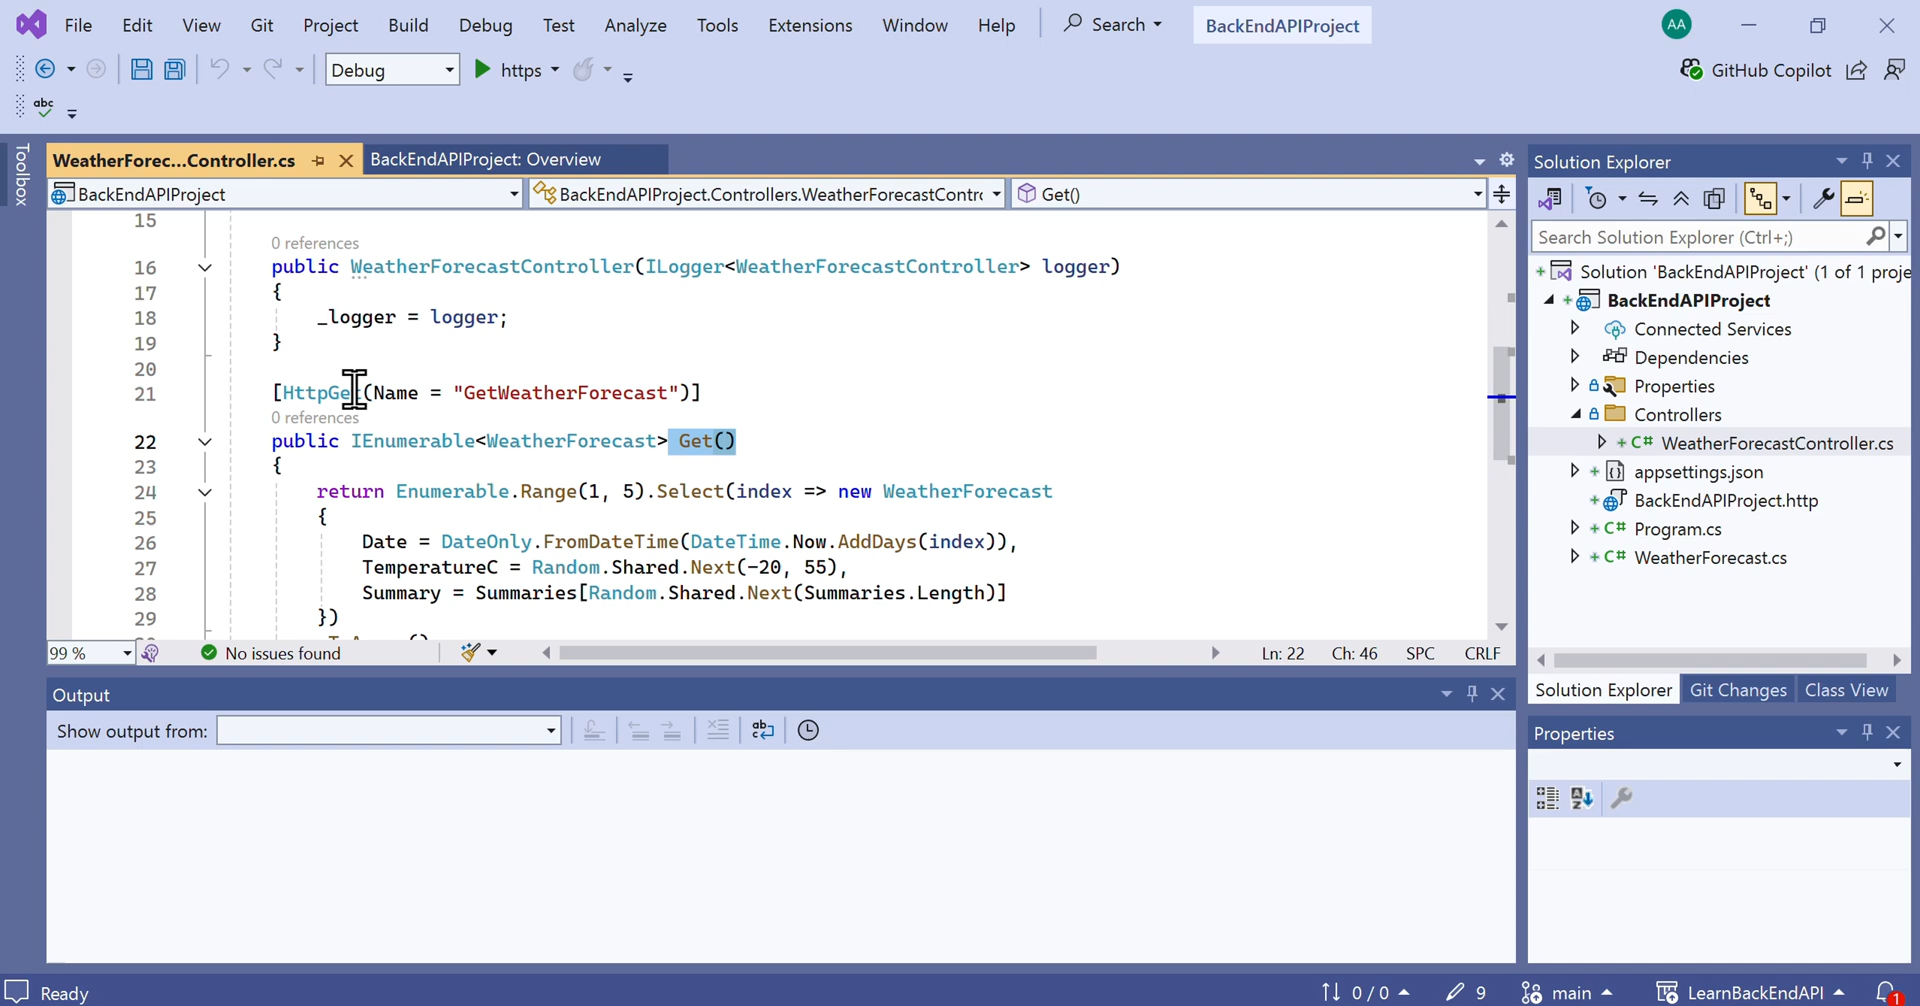 File Edit View Git Project Build Debug Test Analyze Tools Extensions Window Help Search BackEndAPIProject AA
Debug https GitHub Copilot
abc
Toolbox
WeatherForec...Controller.cs BackEndAPIProject: Overview Solution Explorer
BackEndAPIProject BackEndAPIProject.Controllers.WeatherForecastContr Get()
Search Solution Explorer (Ctrl+;)
15
0 references
16 public WeatherForecastController(ILogger<WeatherForecastController> logger)
17 {
18 _logger = logger;
19 }
20
21 [HttpGet(Name = "GetWeatherForecast")]
0 references
22 public IEnumerable<WeatherForecast> Get()
23 {
24 return Enumerable.Range(1, 5).Select(index => new WeatherForecast
25 {
26 Date = DateOnly.FromDateTime(DateTime.Now.AddDays(index)),
27 TemperatureC = Random.Shared.Next(-20, 55),
28 Summary = Summaries[Random.Shared.Next(Summaries.Length)]
29 })
Solution 'BackEndAPIProject' (1 of 1 proje
BackEndAPIProject
Connected Services
Dependencies
Properties
Controllers
C# WeatherForecastController.cs
appsettings.json
BackEndAPIProject.http
C# Program.cs
C# WeatherForecast.cs
99 % No issues found Ln: 22 Ch: 46 SPC CRLF
Solution Explorer Git Changes Class View
Output
Show output from:
Properties
Ready 0 / 0 9 main LearnBackEndAPI 1